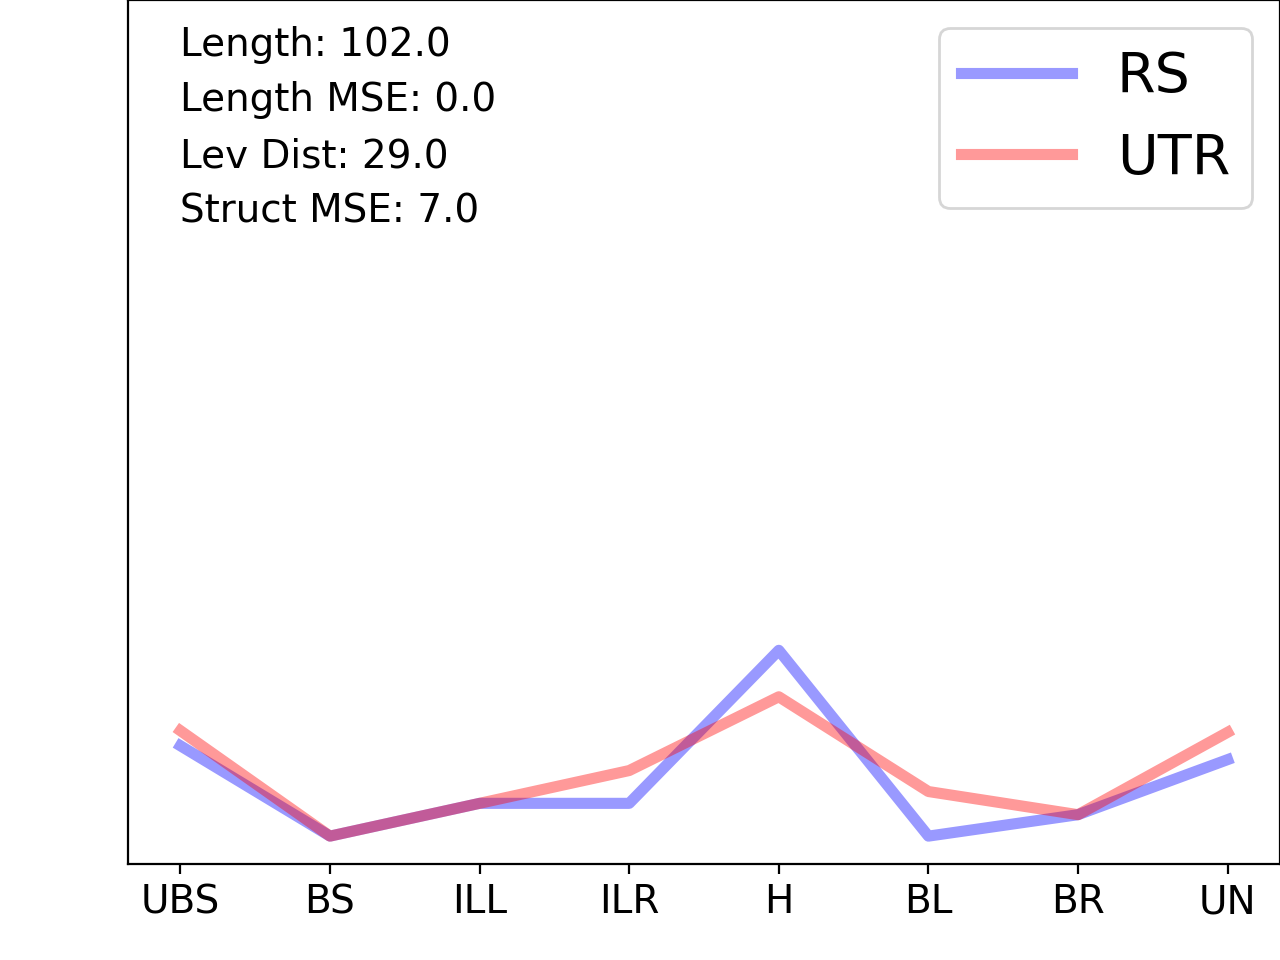 Length: 102.0
Length MSE: 0.0
Lev Dist: 29.0
Struct MSE: 7.0
RS
UTR
UBS BS ILL ILR H BL BR UN